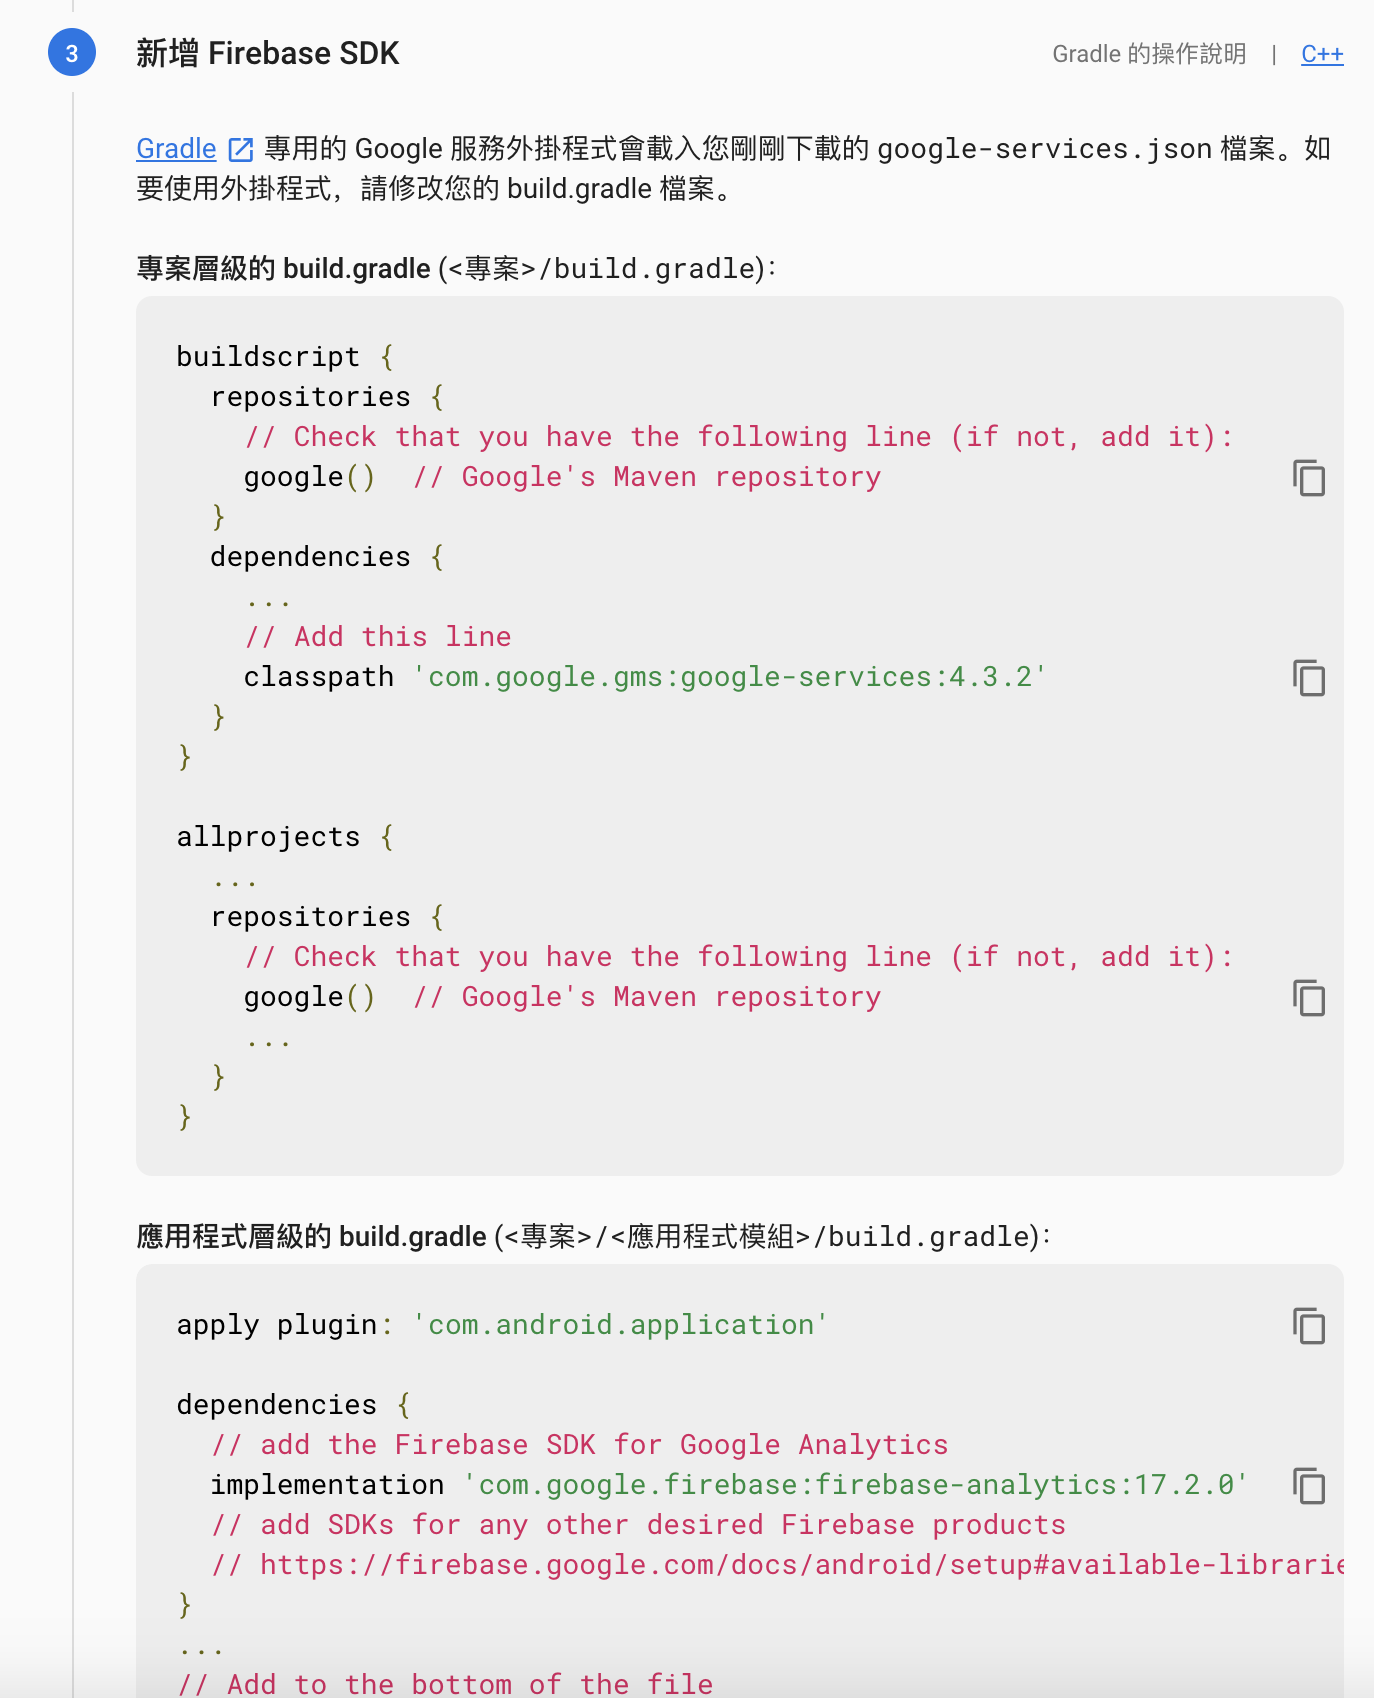 3 新增 Firebase SDK Gradle 的操作說明 | C++
Gradle 專用的 Google 服務外掛程式會載入您剛剛下載的 google-services.json 檔案。如
要使用外掛程式，請修改您的 build.gradle 檔案。
專案層級的 build.gradle (<專案>/build.gradle)：
buildscript {
  repositories {
    // Check that you have the following line (if not, add it):
    google()  // Google's Maven repository
  }
  dependencies {
    ...
    // Add this line
    classpath 'com.google.gms:google-services:4.3.2'
  }
}
allprojects {
  ...
  repositories {
    // Check that you have the following line (if not, add it):
    google()  // Google's Maven repository
    ...
  }
}
應用程式層級的 build.gradle (<專案>/<應用程式模組>/build.gradle)：
apply plugin: 'com.android.application'
dependencies {
  // add the Firebase SDK for Google Analytics
  implementation 'com.google.firebase:firebase-analytics:17.2.0'
  // add SDKs for any other desired Firebase products
  // https://firebase.google.com/docs/android/setup#available-librarie
}
...
// Add to the bottom of the file